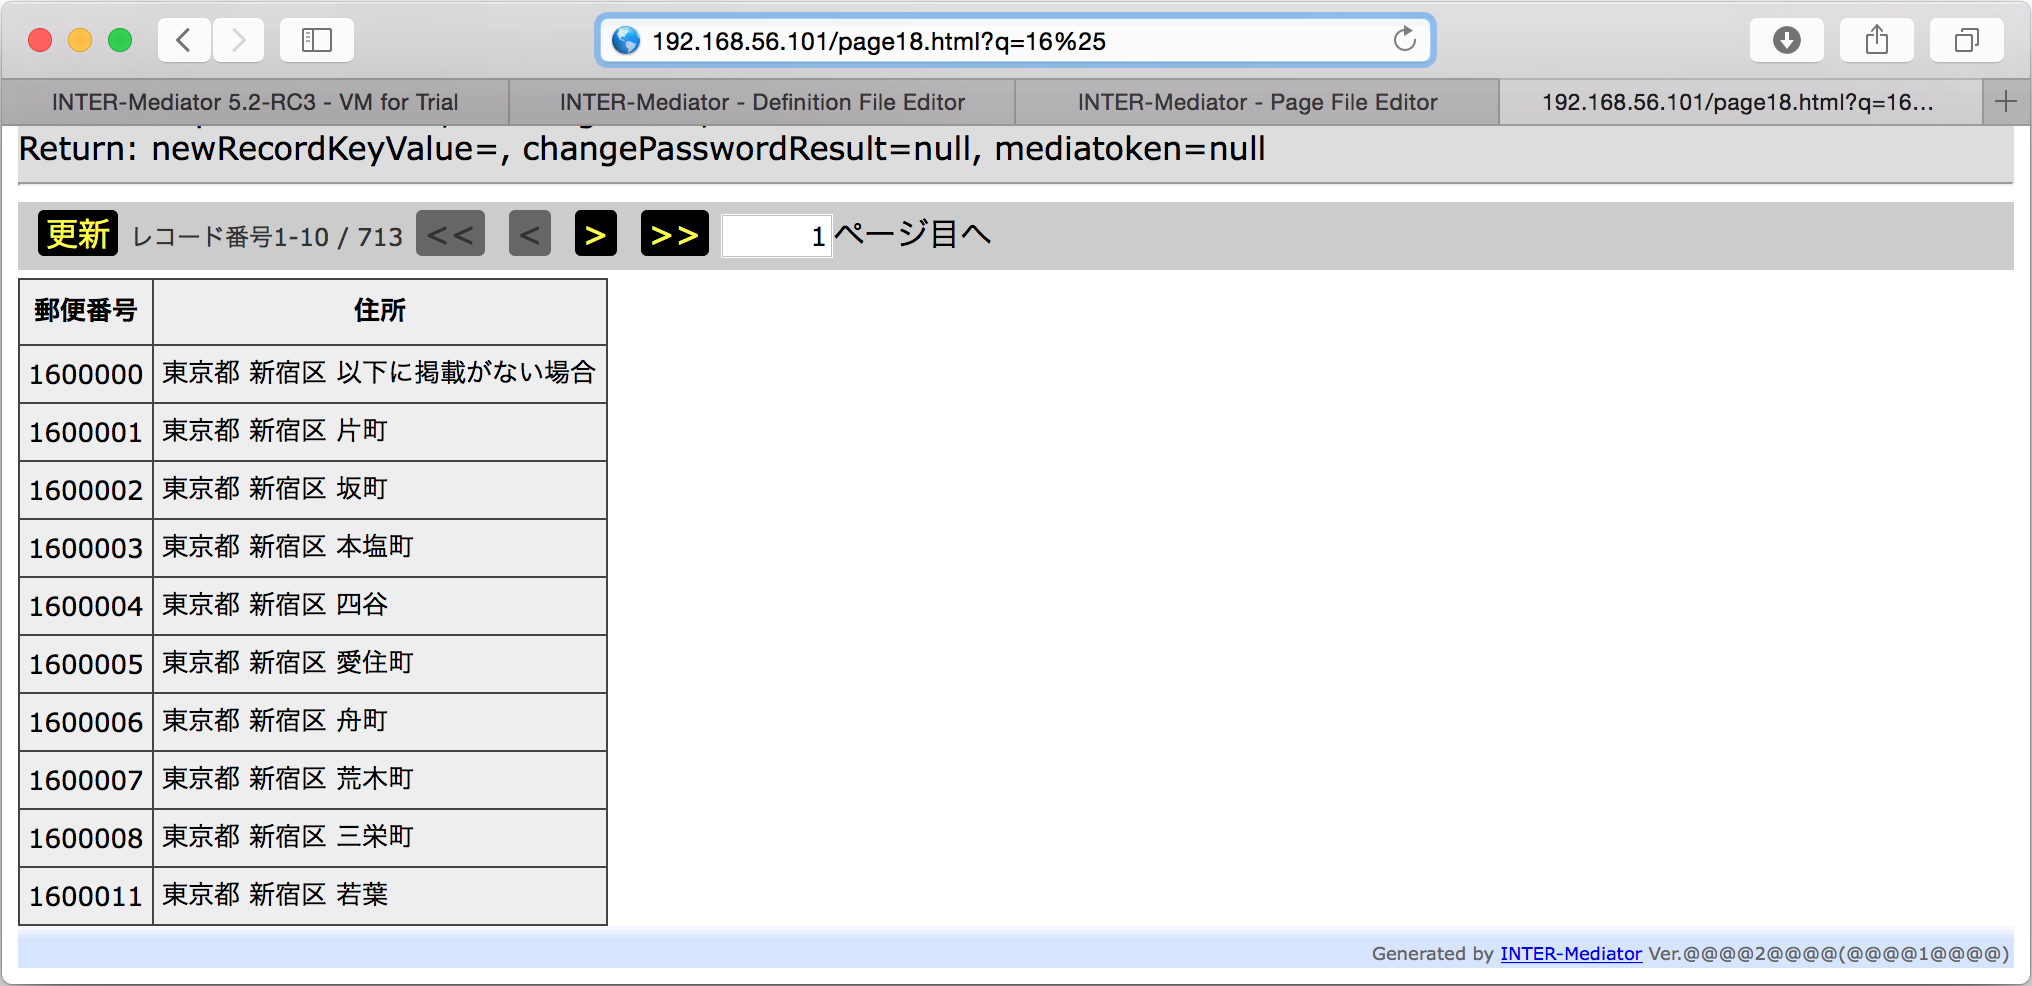 192.168.56.101/page18.html?q=16%25
INTER-Mediator 5.2-RC3 - VM for Trial
INTER-Mediator - Definition File Editor
INTER-Mediator - Page File Editor
192.168.56.101/page18.html?q=16...
Return: newRecordKeyValue=, changePasswordResult=null, mediatoken=null
更新 レコード番号1-10 / 713 << < > >> 1 ページ目へ
郵便番号 住所
1600000 東京都 新宿区 以下に掲載がない場合
1600001 東京都 新宿区 片町
1600002 東京都 新宿区 坂町
1600003 東京都 新宿区 本塩町
1600004 東京都 新宿区 四谷
1600005 東京都 新宿区 愛住町
1600006 東京都 新宿区 舟町
1600007 東京都 新宿区 荒木町
1600008 東京都 新宿区 三栄町
1600011 東京都 新宿区 若葉
Generated by INTER-Mediator Ver.@@@@2@@@@(@@@@1@@@@)